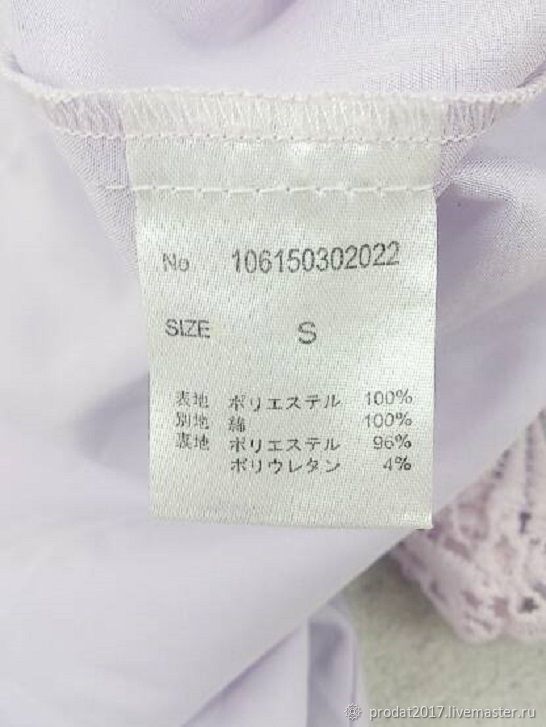 No 106150302022
SIZE S
表地 ポリエステル 100%
別地 綿 100%
裏地 ポリエステル 96%
ポリウレタン 4%
prodat2017.livemaster.ru